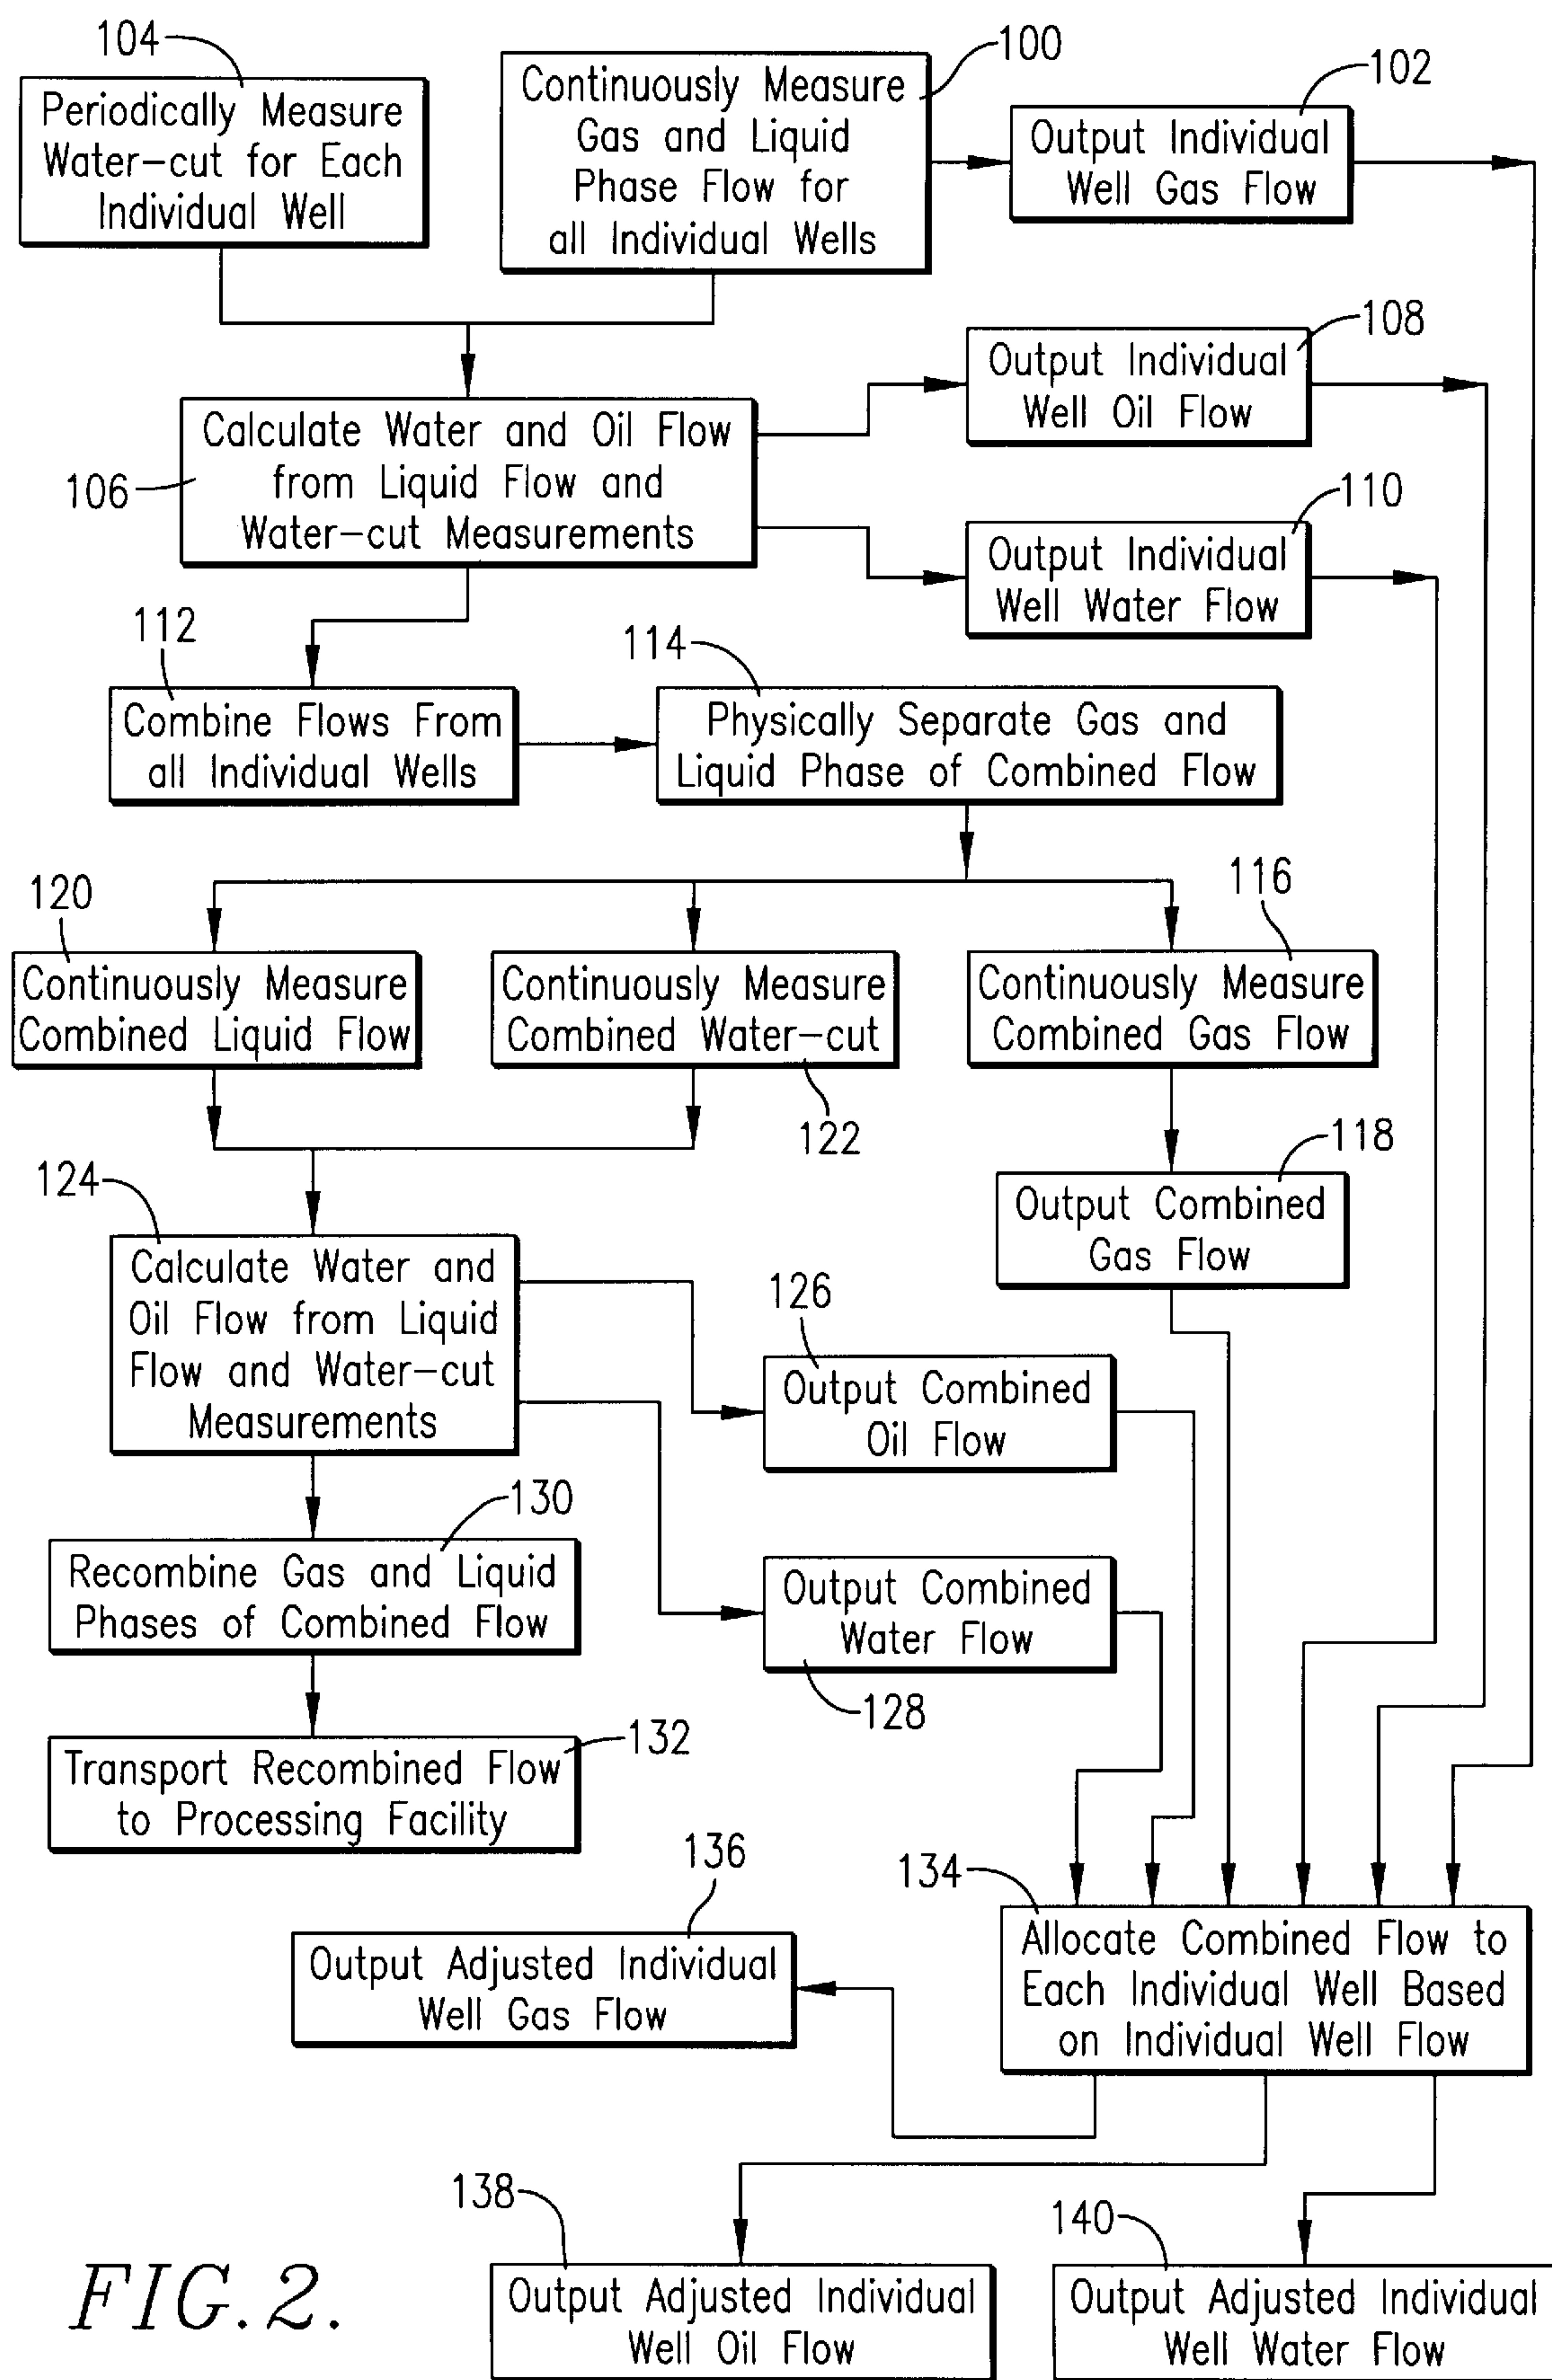 104
Periodically Measure
Water-cut for Each
Individual Well
100
Continuously Measure
Gas and Liquid
Phase Flow for
all Individual Wells
102
Output Individual
Well Gas Flow
106
Calculate Water and Oil Flow
from Liquid Flow and
Water-cut Measurements
108
Output Individual
Well Oil Flow
110
Output Individual
Well Water Flow
112
Combine Flows From
all Individual Wells
114
Physically Separate Gas and
Liquid Phase of Combined Flow
120
Continuously Measure
Combined Liquid Flow
Continuously Measure
Combined Water-cut
122
116
Continuously Measure
Combined Gas Flow
118
Output Combined
Gas Flow
124
Calculate Water and
Oil Flow from Liquid
Flow and Water-cut
Measurements
126
Output Combined
Oil Flow
Output Combined
Water Flow
128
130
Recombine Gas and Liquid
Phases of Combined Flow
132
Transport Recombined Flow
to Processing Facility
134
Allocate Combined Flow to
Each Individual Well Based
on Individual Well Flow
136
Output Adjusted Individual
Well Gas Flow
138
Output Adjusted Individual
Well Oil Flow
140
Output Adjusted Individual
Well Water Flow
FIG. 2.